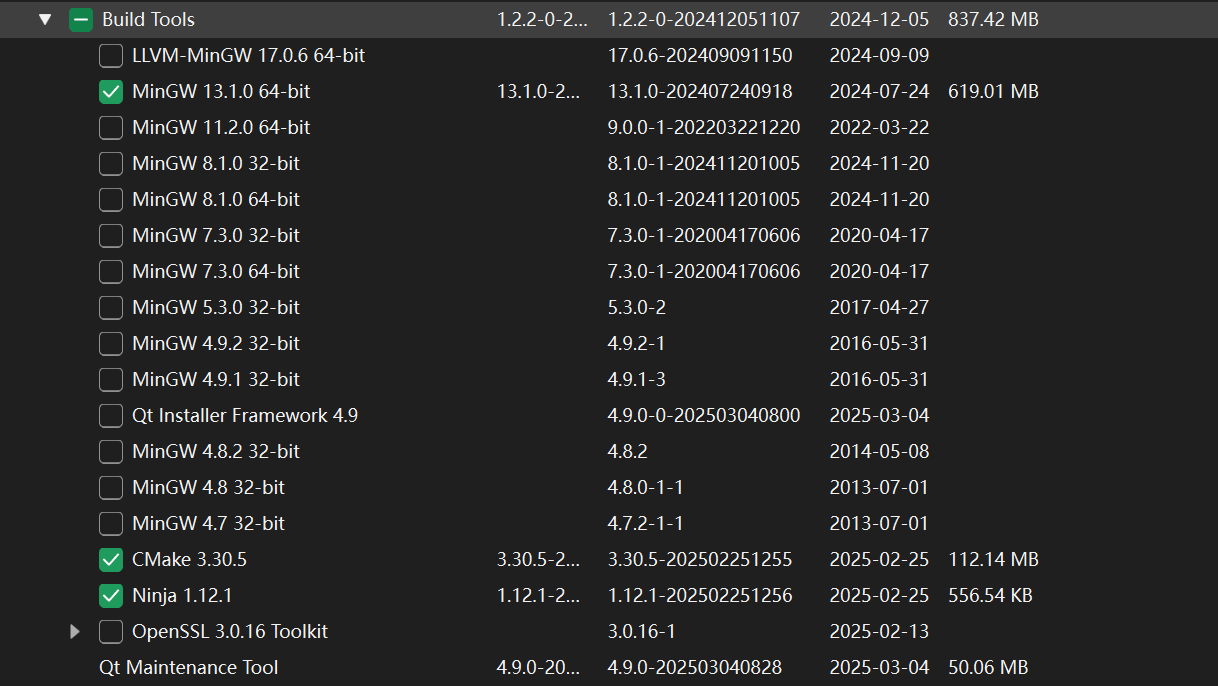 Build Tools 1.2.2-0-2... 1.2.2-0-202412051107 2024-12-05 837.42 MB
LLVM-MinGW 17.0.6 64-bit 17.0.6-202409091150 2024-09-09
MinGW 13.1.0 64-bit 13.1.0-2... 13.1.0-202407240918 2024-07-24 619.01 MB
MinGW 11.2.0 64-bit 9.0.0-1-202203221220 2022-03-22
MinGW 8.1.0 32-bit 8.1.0-1-202411201005 2024-11-20
MinGW 8.1.0 64-bit 8.1.0-1-202411201005 2024-11-20
MinGW 7.3.0 32-bit 7.3.0-1-202004170606 2020-04-17
MinGW 7.3.0 64-bit 7.3.0-1-202004170606 2020-04-17
MinGW 5.3.0 32-bit 5.3.0-2 2017-04-27
MinGW 4.9.2 32-bit 4.9.2-1 2016-05-31
MinGW 4.9.1 32-bit 4.9.1-3 2016-05-31
Qt Installer Framework 4.9 4.9.0-0-202503040800 2025-03-04
MinGW 4.8.2 32-bit 4.8.2 2014-05-08
MinGW 4.8 32-bit 4.8.0-1-1 2013-07-01
MinGW 4.7 32-bit 4.7.2-1-1 2013-07-01
CMake 3.30.5 3.30.5-2... 3.30.5-202502251255 2025-02-25 112.14 MB
Ninja 1.12.1 1.12.1-2... 1.12.1-202502251256 2025-02-25 556.54 KB
OpenSSL 3.0.16 Toolkit 3.0.16-1 2025-02-13
Qt Maintenance Tool 4.9.0-20... 4.9.0-202503040828 2025-03-04 50.06 MB